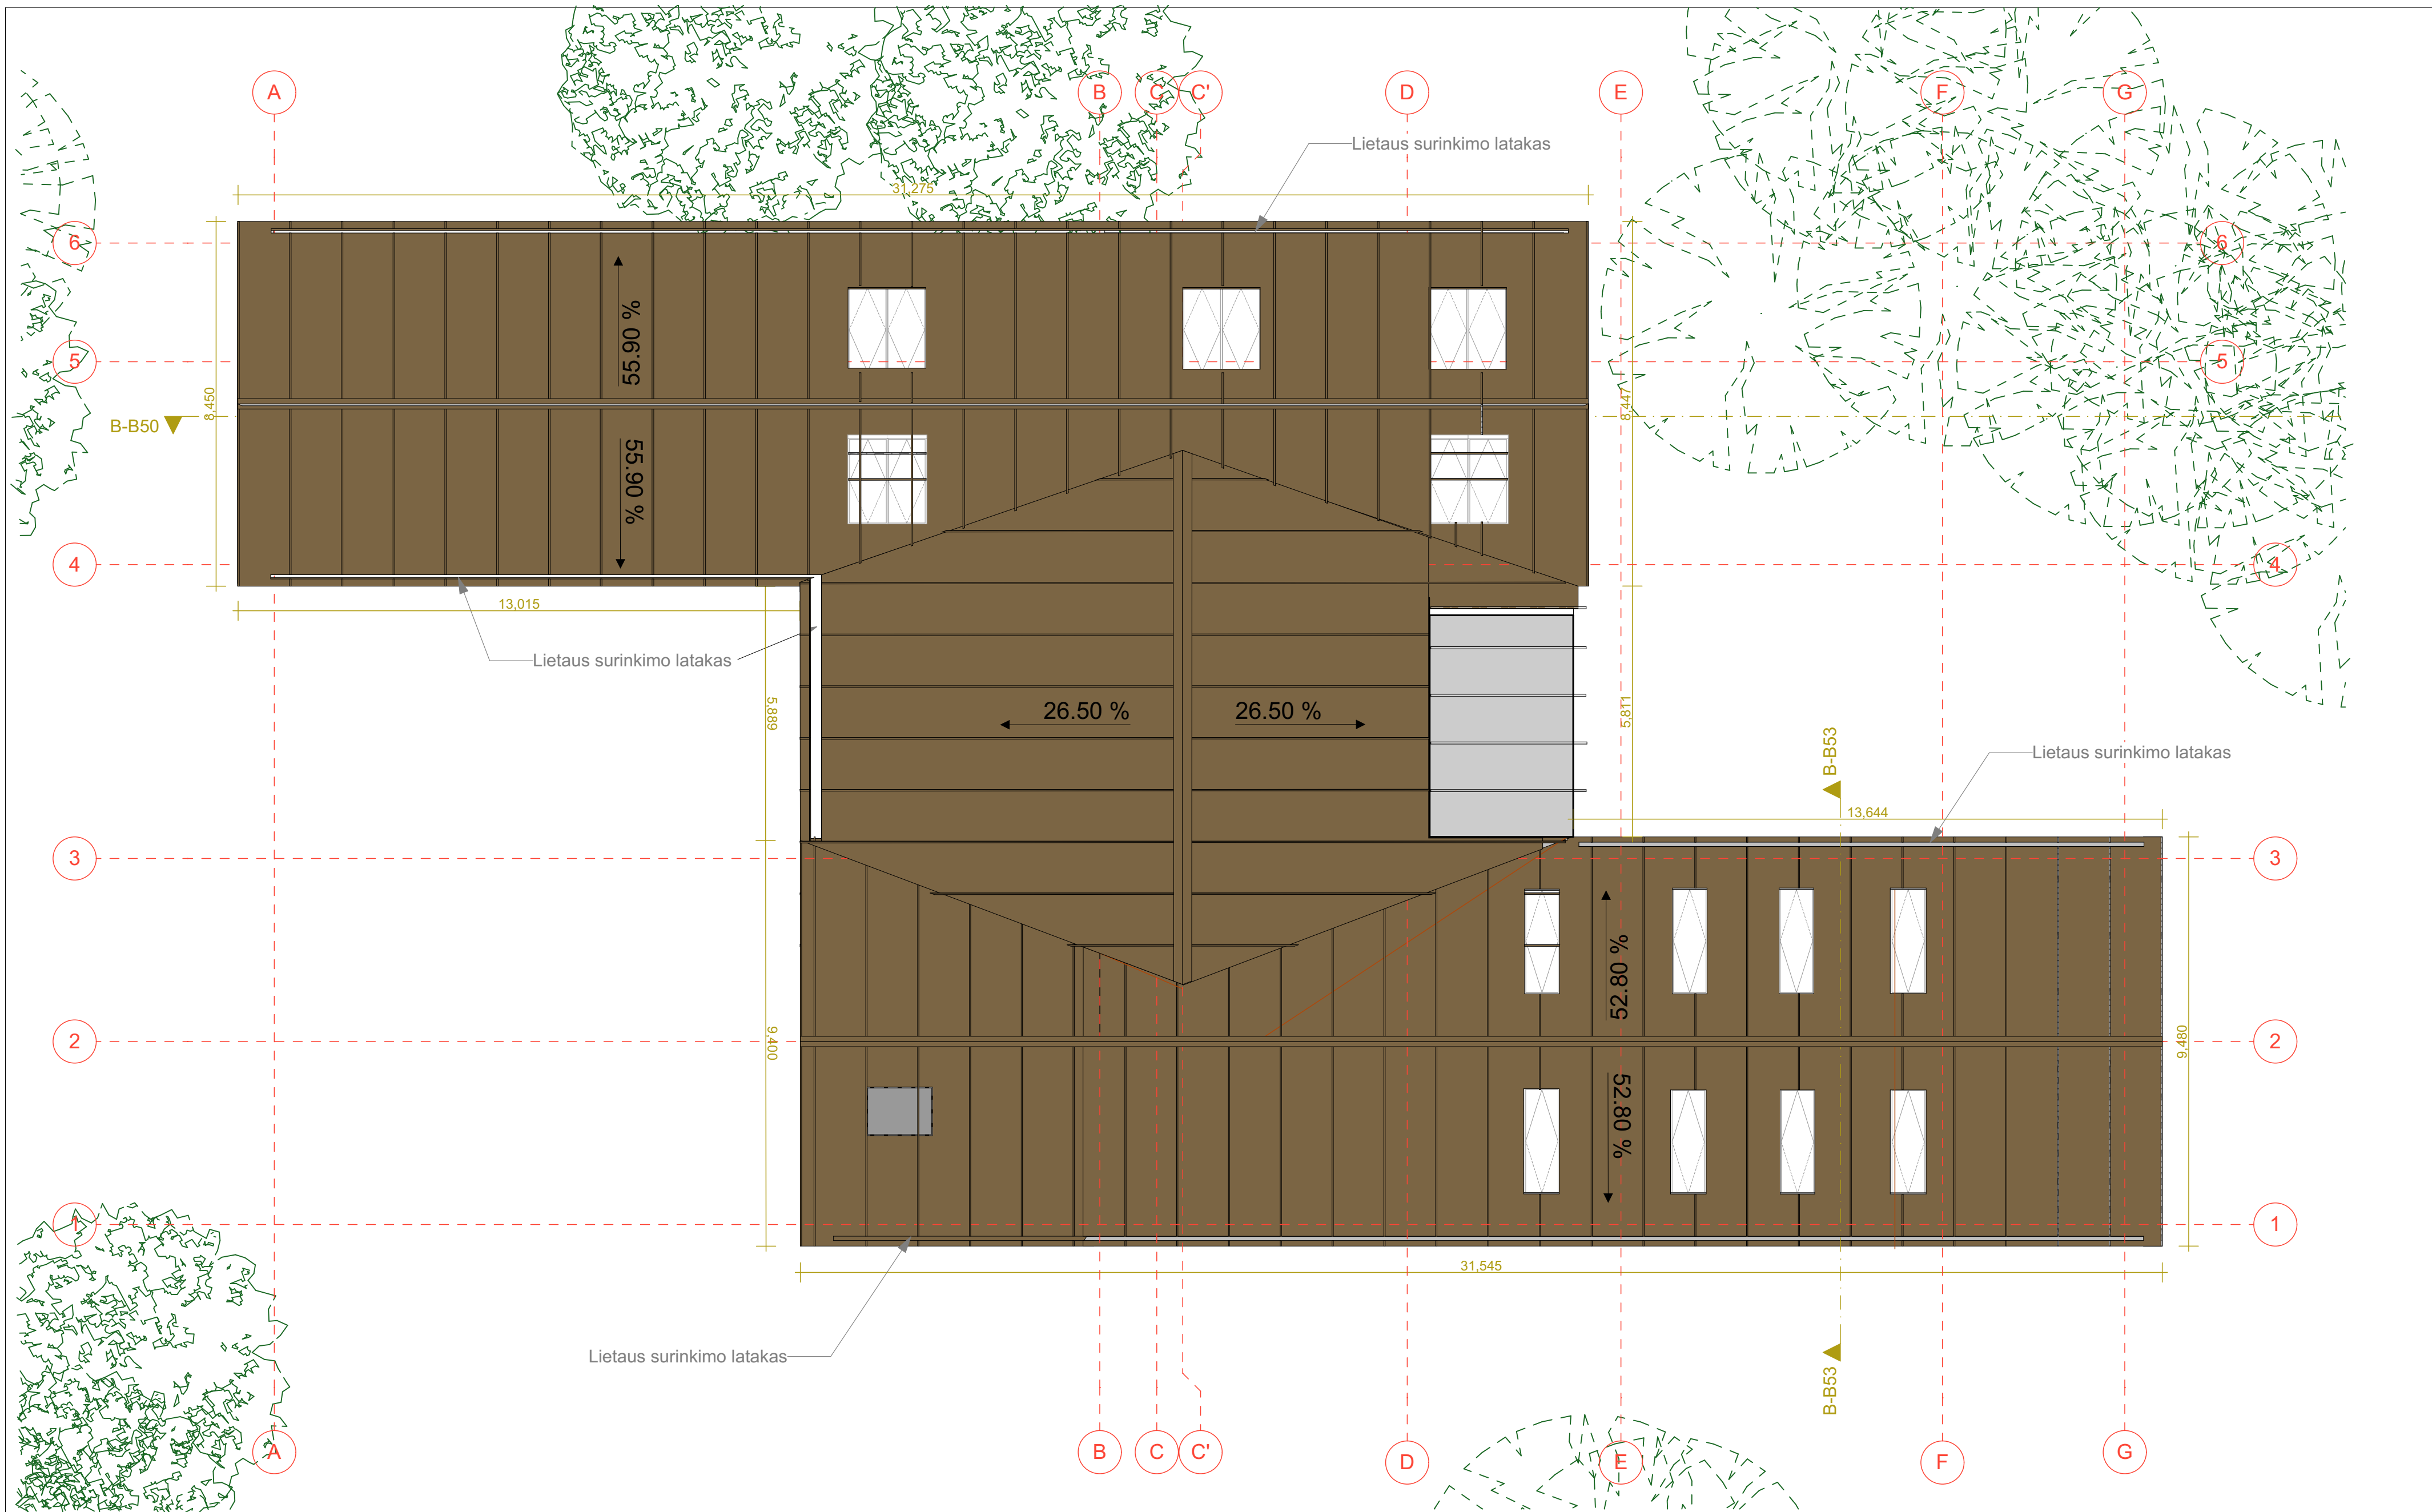 A B C C' D E F G
Lietaus surinkimo latakas
31,275
6 6
55.90 %
5 5
8,450
8,447
B-B50
55.90 %
4 4
13,015
Lietaus surinkimo latakas
5,889
26.50 % 26.50 %
5,811
B-B53
Lietaus surinkimo latakas
13,644
3 3
52.80 %
2 2
9,400
9,480
52.80 %
1 1
31,545
Lietaus surinkimo latakas
B-B53
A B C C' D E F G